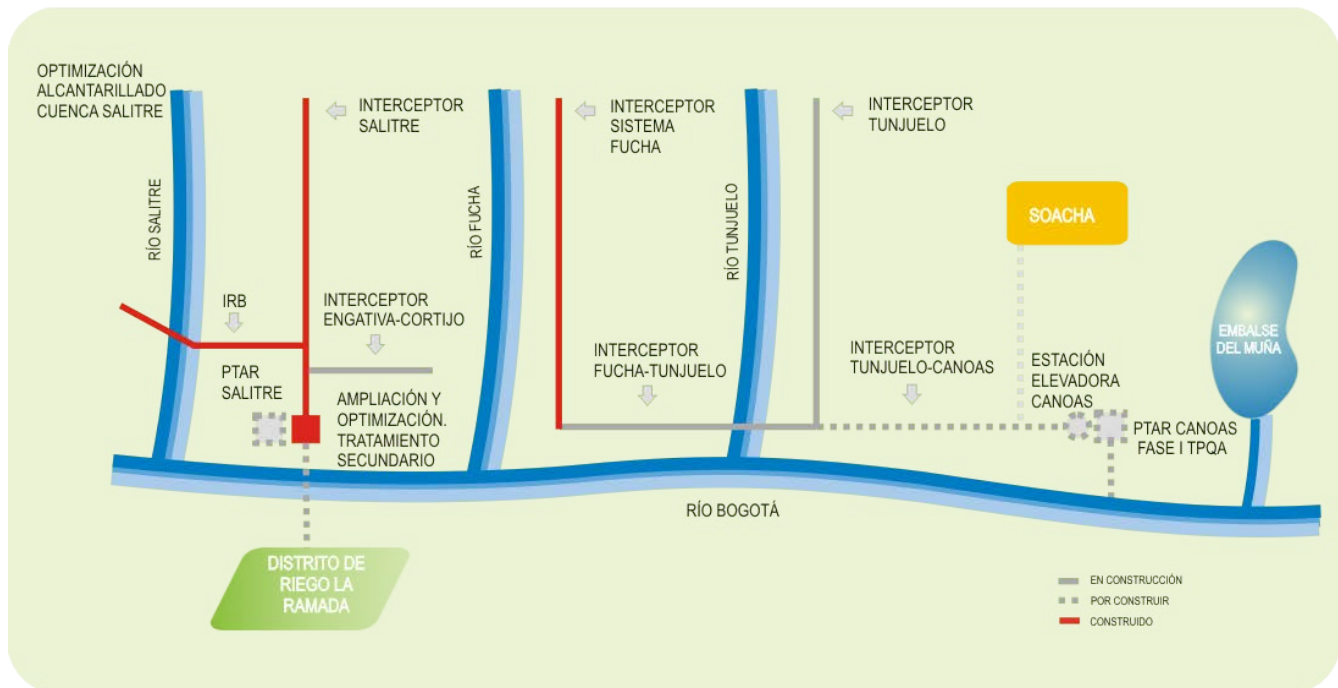 OPTIMIZACIÓN
ALCANTARILLADO
CUENCA SALITRE
RÍO SALITRE
INTERCEPTOR
SALITRE
RÍO FUCHA
INTERCEPTOR
SISTEMA
FUCHA
RÍO TUNJUELO
INTERCEPTOR
TUNJUELO
SOACHA
EMBALSE
DEL MUÑA
IRB
INTERCEPTOR
ENGATIVA-CORTIJO
PTAR
SALITRE
AMPLIACIÓN Y
OPTIMIZACIÓN.
TRATAMIENTO
SECUNDARIO
INTERCEPTOR
FUCHA-TUNJUELO
INTERCEPTOR
TUNJUELO-CANOAS
ESTACIÓN
ELEVADORA
CANOAS
PTAR CANOAS
FASE I TPQA
RÍO BOGOTÁ
DISTRITO DE
RIEGO LA
RAMADA
EN CONSTRUCCIÓN
POR CONSTRUIR
CONSTRUIDO